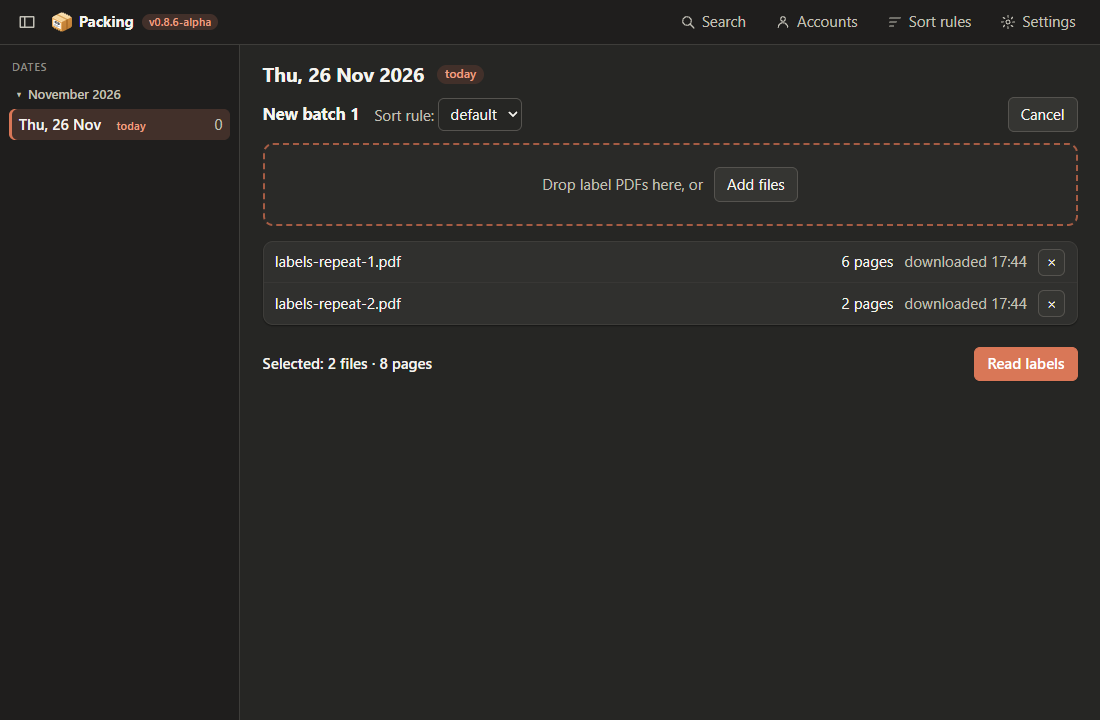 Packing v0.8.6-alpha Search Accounts Sort rules Settings
DATES
▾ November 2026
Thu, 26 Nov today 0
Thu, 26 Nov 2026 today
New batch 1 Sort rule: default Cancel
Drop label PDFs here, or Add files
labels-repeat-1.pdf 6 pages downloaded 17:44 ×
labels-repeat-2.pdf 2 pages downloaded 17:44 ×
Selected: 2 files · 8 pages Read labels